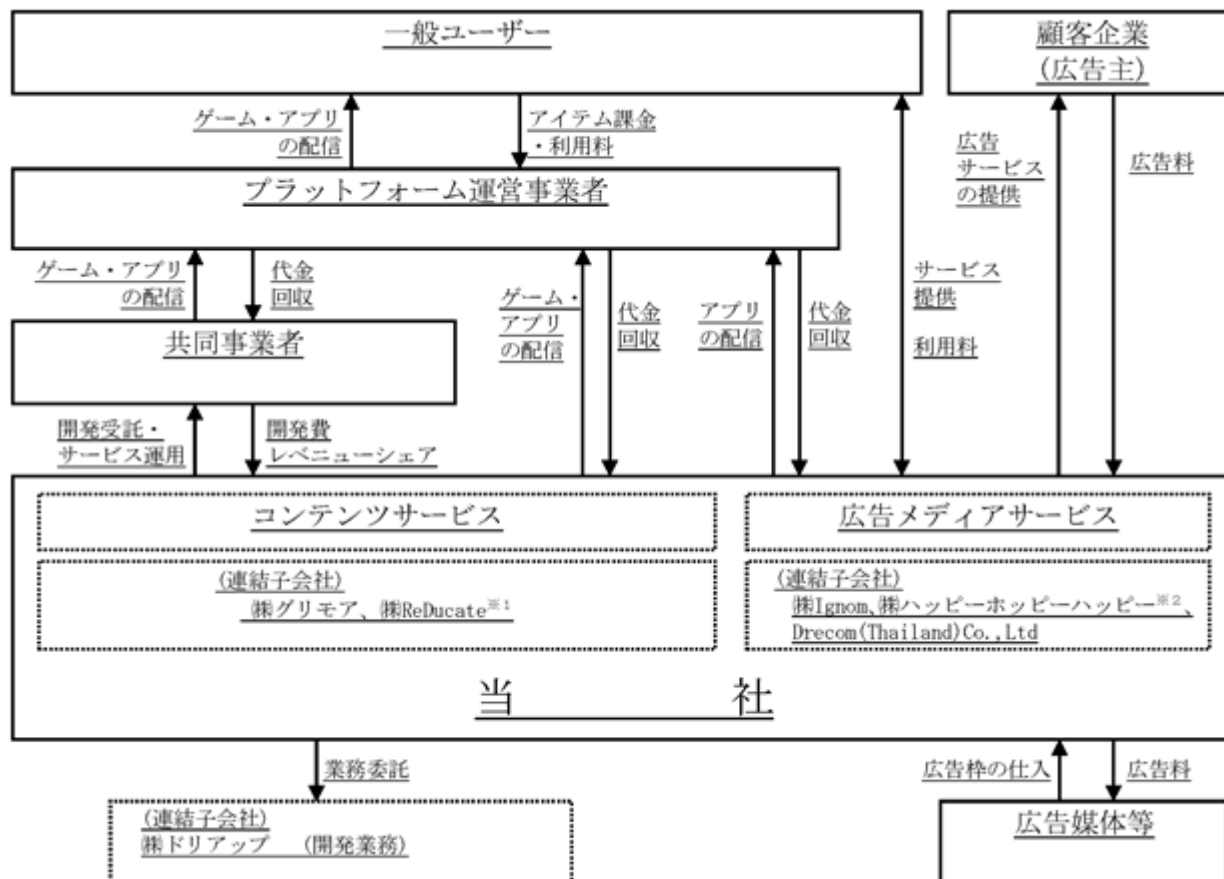 一般ユーザー
顧客企業
(広告主)
ゲーム・アプリ
の配信
アイテム課金
・利用料
広告
サービス
の提供
広告料
プラットフォーム運営事業者
ゲーム・アプリ
の配信
代金
回収
ゲーム・
アプリ
の配信
代金
回収
アプリ
の配信
代金
回収
サービス
提供
利用料
共同事業者
開発受託・
サービス運用
開発費
レベニューシェア
コンテンツサービス
広告メディアサービス
(連結子会社)
㈱グリモア、㈱ReDucate※1
(連結子会社)
㈱Ignom、㈱ハッピーホッピーハッピー※2、
Drecom(Thailand)Co.,Ltd
当 社
業務委託
広告枠の仕入
広告料
(連結子会社)
㈱ドリアップ (開発業務)
広告媒体等